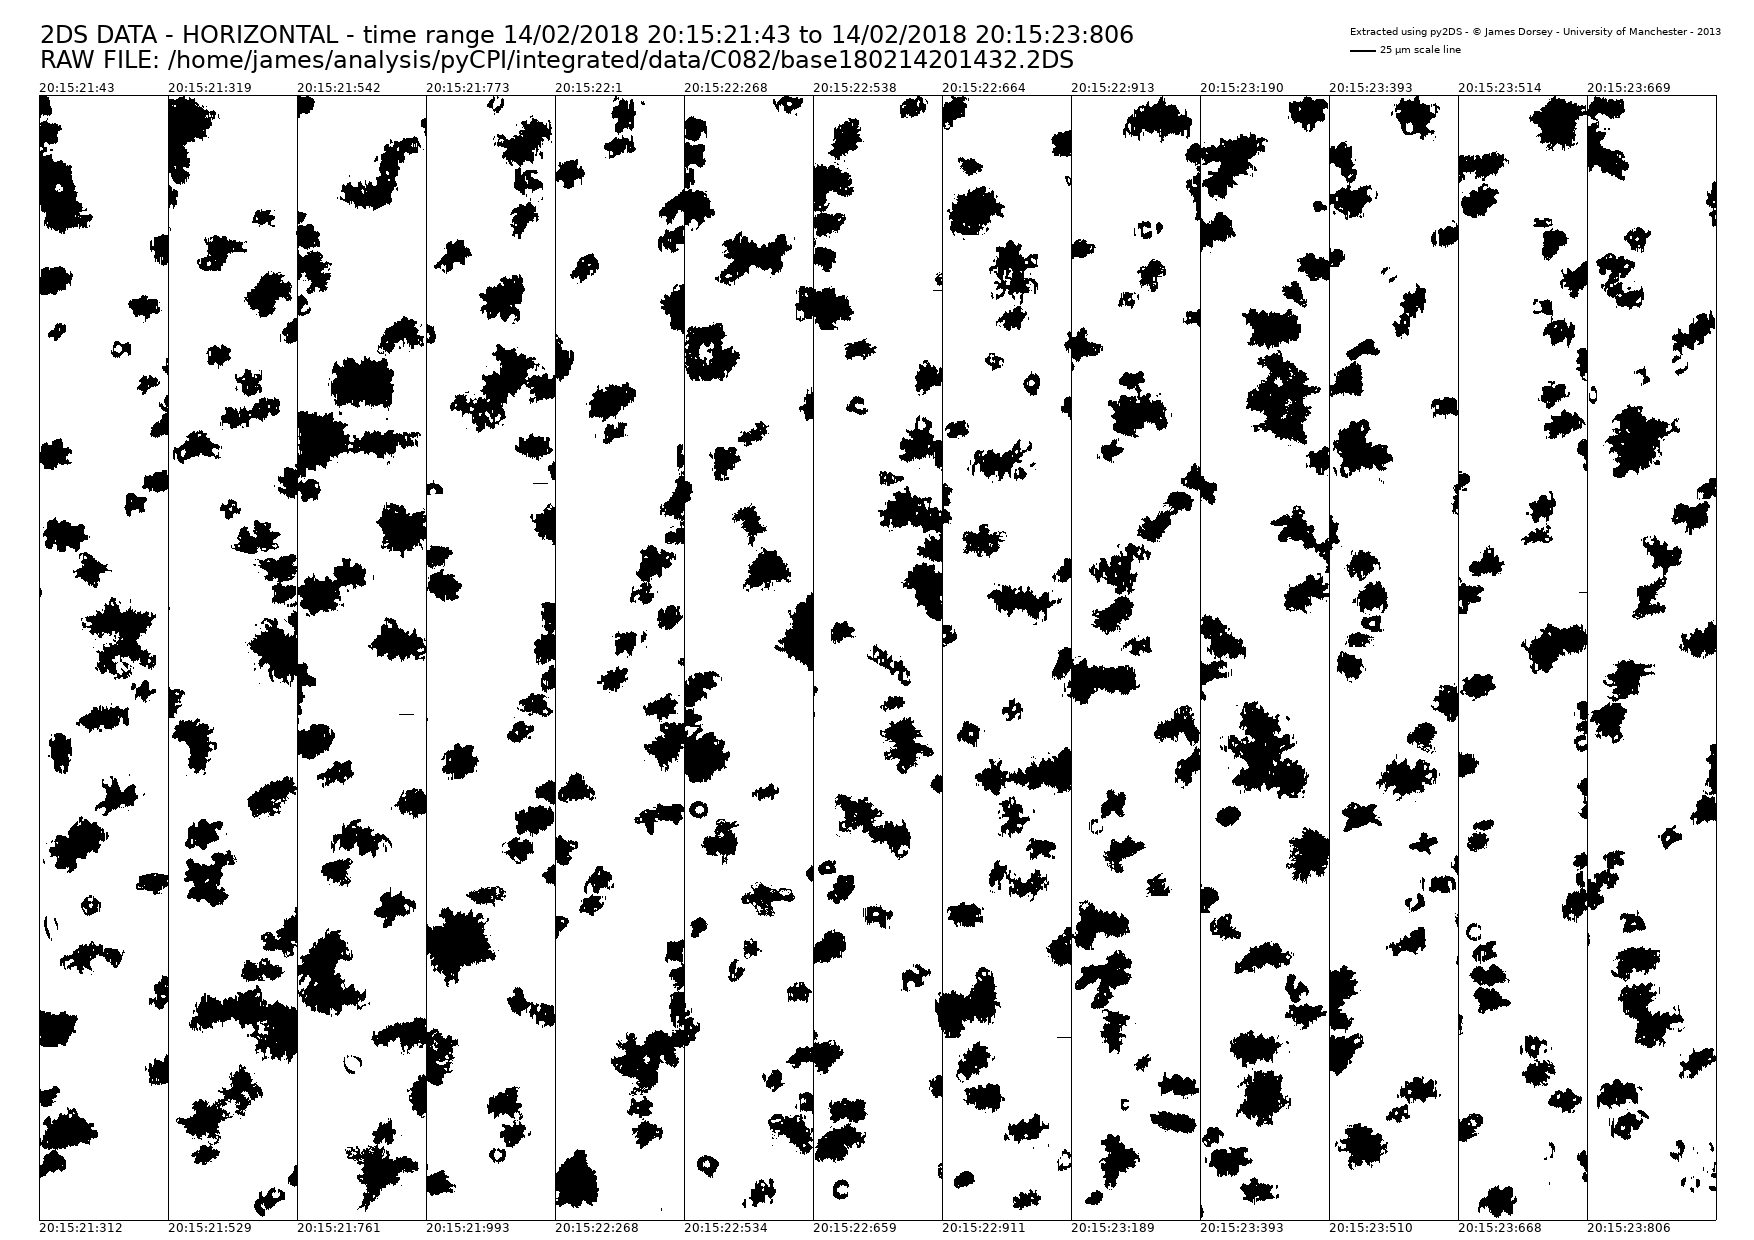 2DS DATA - HORIZONTAL - time range 14/02/2018 20:15:21:43 to 14/02/2018 20:15:23:806
RAW FILE: /home/james/analysis/pyCPI/integrated/data/C082/base180214201432.2DS
Extracted using py2DS - © James Dorsey - University of Manchester - 2013
25 µm scale line
20:15:21:43 20:15:21:319 20:15:21:542 20:15:21:773 20:15:22:1 20:15:22:268 20:15:22:538 20:15:22:664 20:15:22:913 20:15:23:190 20:15:23:393 20:15:23:514 20:15:23:669
20:15:21:312 20:15:21:529 20:15:21:761 20:15:21:993 20:15:22:268 20:15:22:534 20:15:22:659 20:15:22:911 20:15:23:189 20:15:23:393 20:15:23:510 20:15:23:668 20:15:23:806